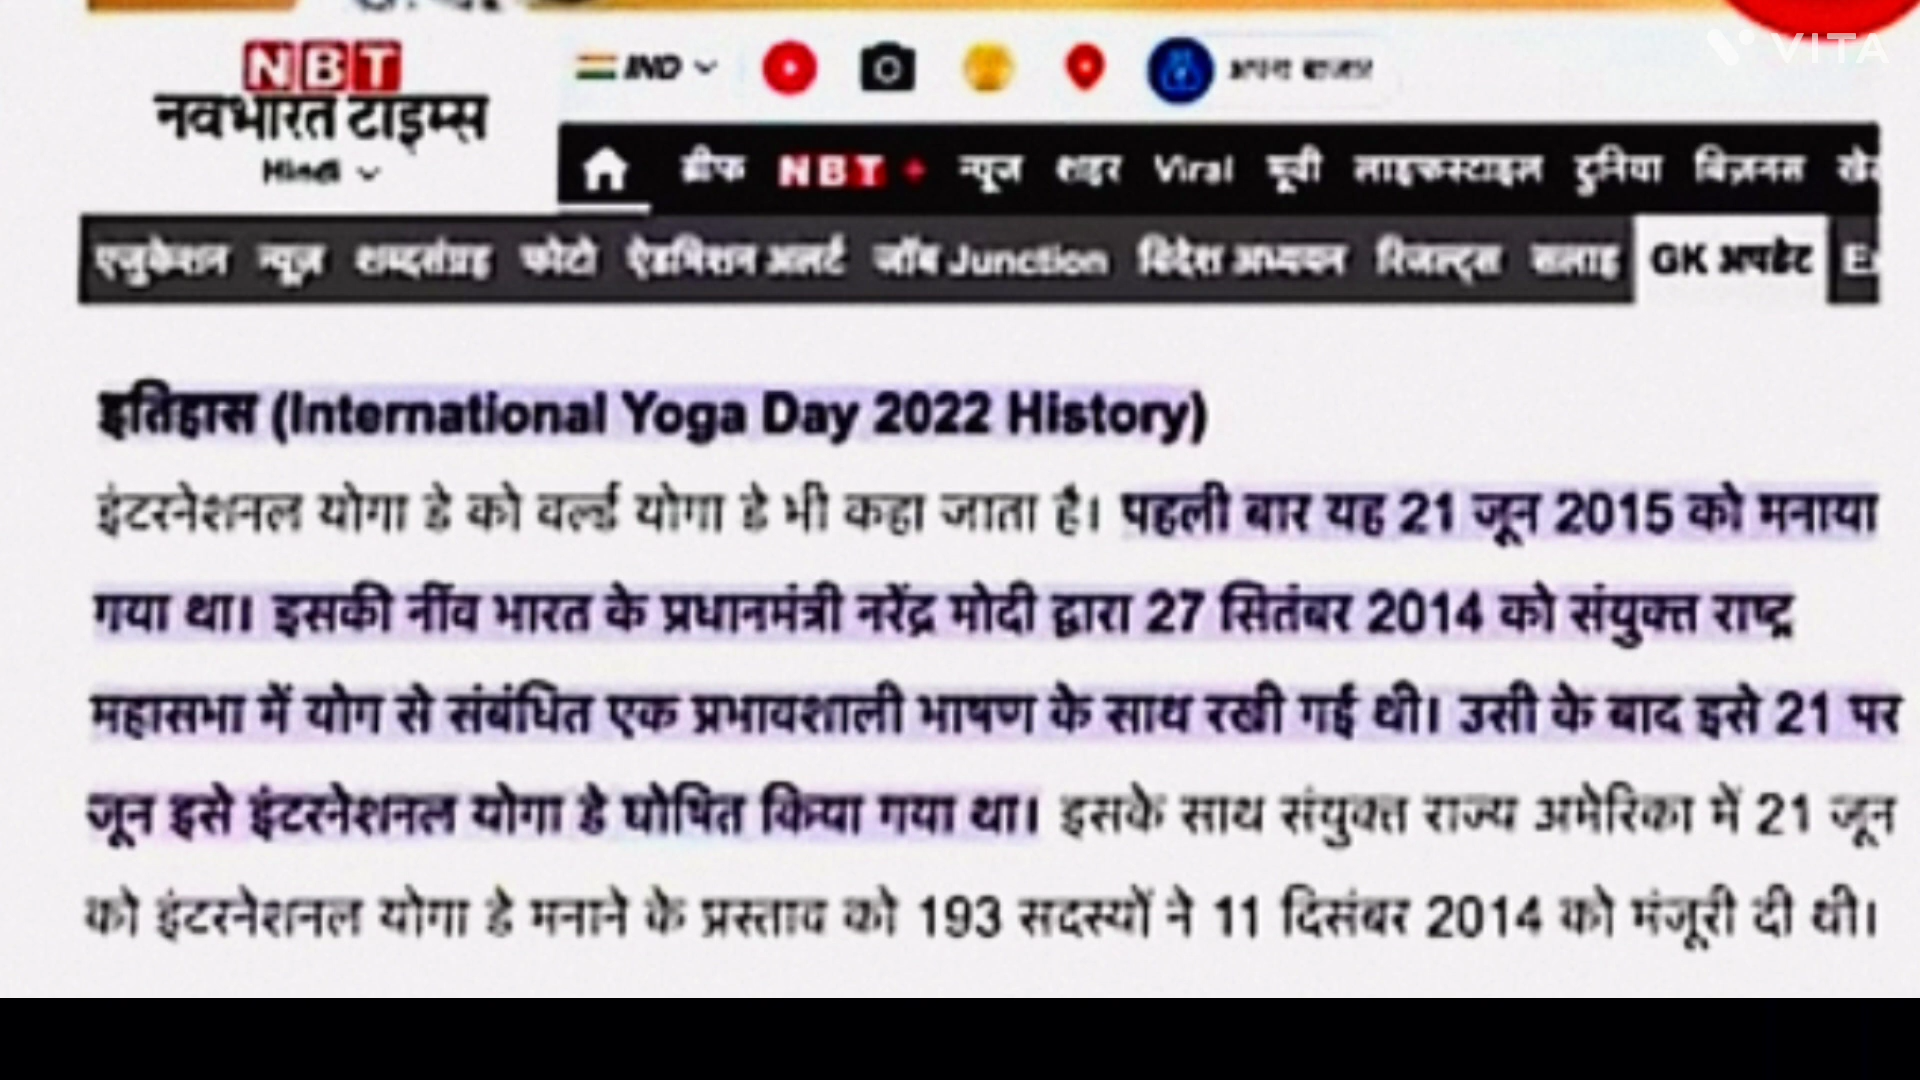 VITA
NBT
नवभारत टाइम्स
Hindi
IND
अपना बाजार
ब्रीफ NBT + न्यूज शहर Viral मूवी लाइफस्टाइल दुनिया बिज़नस
एजुकेशन न्यूज़ शब्दसंग्रह फोटो ऐडमिशन अलर्ट जॉब Junction विदेश अध्ययन रिजल्ट्स सलाह GK अपडेट
इतिहास (International Yoga Day 2022 History)
इंटरनेशनल योगा डे को वर्ल्ड योगा डे भी कहा जाता है। पहली बार यह 21 जून 2015 को मनाया
गया था। इसकी नींव भारत के प्रधानमंत्री नरेंद्र मोदी द्वारा 27 सितंबर 2014 को संयुक्त राष्ट्र
महासभा में योग से संबंधित एक प्रभावशाली भाषण के साथ रखी गई थी। उसी के बाद इसे 21 पर
जून इसे इंटरनेशनल योगा डे घोषित किया गया था। इसके साथ संयुक्त राज्य अमेरिका में 21 जून
को इंटरनेशनल योगा डे मनाने के प्रस्ताव को 193 सदस्यों ने 11 दिसंबर 2014 को मंजूरी दी थी।